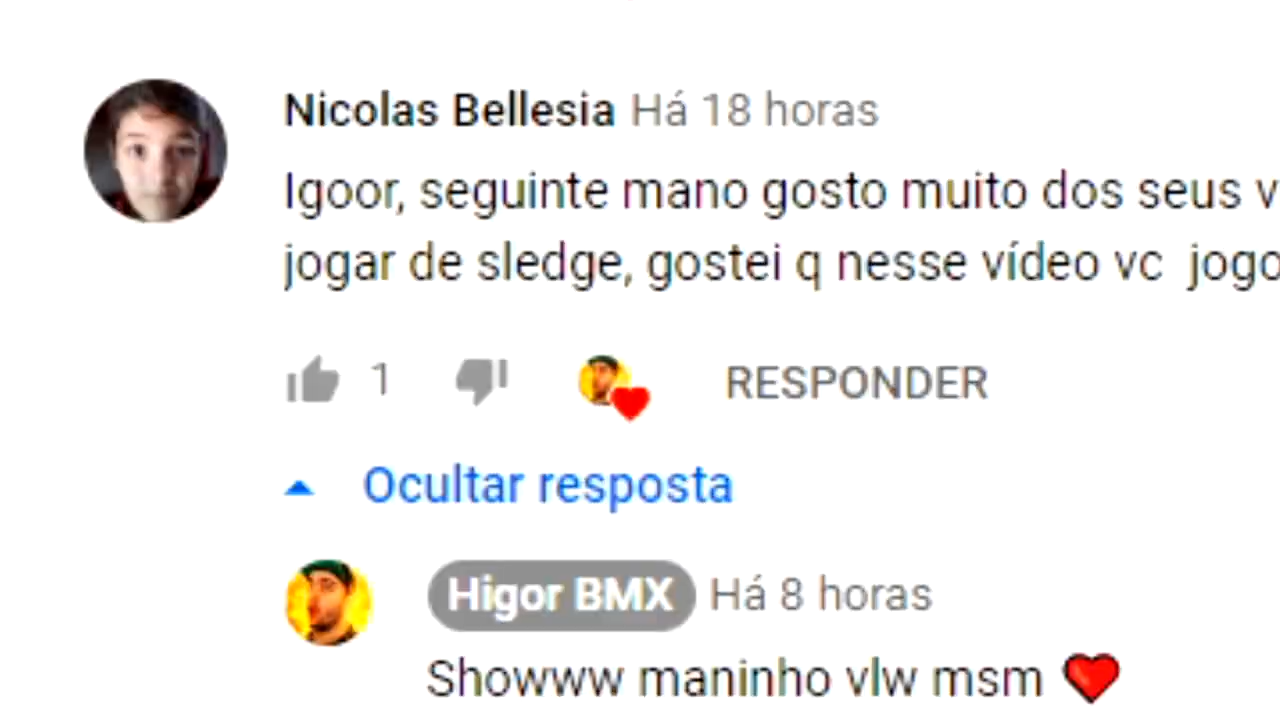 Nicolas Bellesia Há 18 horas
Igoor, seguinte mano gosto muito dos seus v
jogar de sledge, gostei q nesse vídeo vc jogo
1
RESPONDER
Ocultar resposta
Higor BMX Há 8 horas
Showww maninho vlw msm ❤